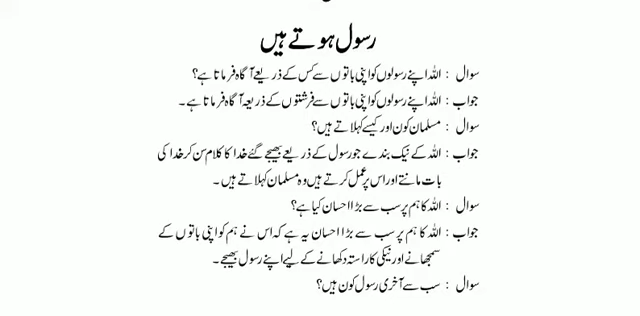 رسول ہوتے ہیں
سوال : اللہ اپنے رسولوں کو اپنی باتوں سے کس کے ذریعے آگاہ فرماتا ہے؟
جواب : اللہ اپنے رسولوں کو اپنی باتوں سے فرشتوں کے ذریعہ آگاہ فرماتا ہے۔
سوال : مسلمان کون اور کیسے کہلاتے ہیں؟
جواب : اللہ کے نیک بندے جو رسول کے ذریعے بھیجے گئے خدا کا کلام سن کر خدا کی
بات مانتے اور اس پر عمل کرتے ہیں وہ مسلمان کہلاتے ہیں۔
سوال : اللہ کا ہم پر سب سے بڑا احسان کیا ہے؟
جواب : اللہ کا ہم پر سب سے بڑا احسان یہ ہے کہ اس نے ہم کو اپنی باتوں کے
سمجھانے اور نیکی کا راستہ دکھانے کے لیے اپنے رسول بھیجے۔
سوال : سب سے آخری رسول کون ہیں؟